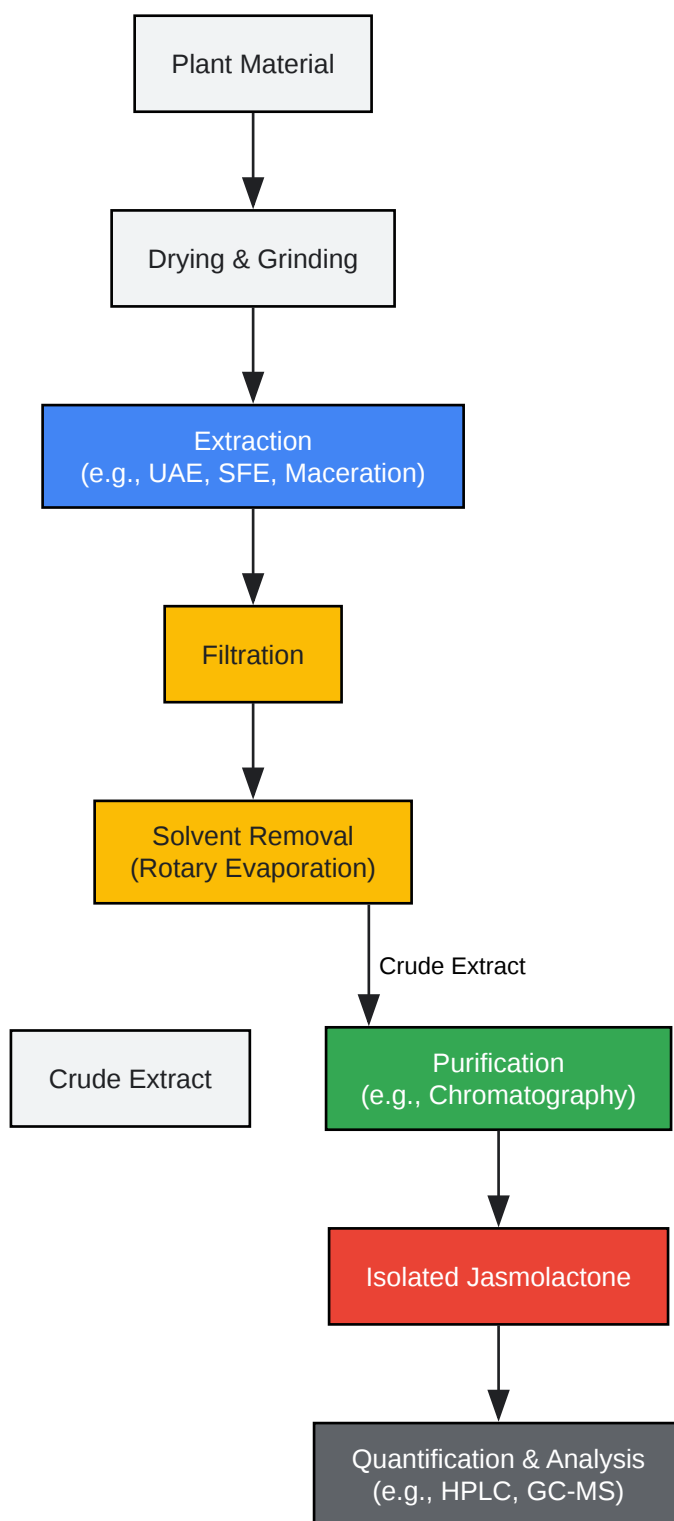 Plant Material
Drying & Grinding
Extraction
(e.g., UAE, SFE, Maceration)
Filtration
Solvent Removal
(Rotary Evaporation)
Crude Extract
Crude Extract
Purification
(e.g., Chromatography)
Isolated Jasmolactone
Quantification & Analysis
(e.g., HPLC, GC-MS)